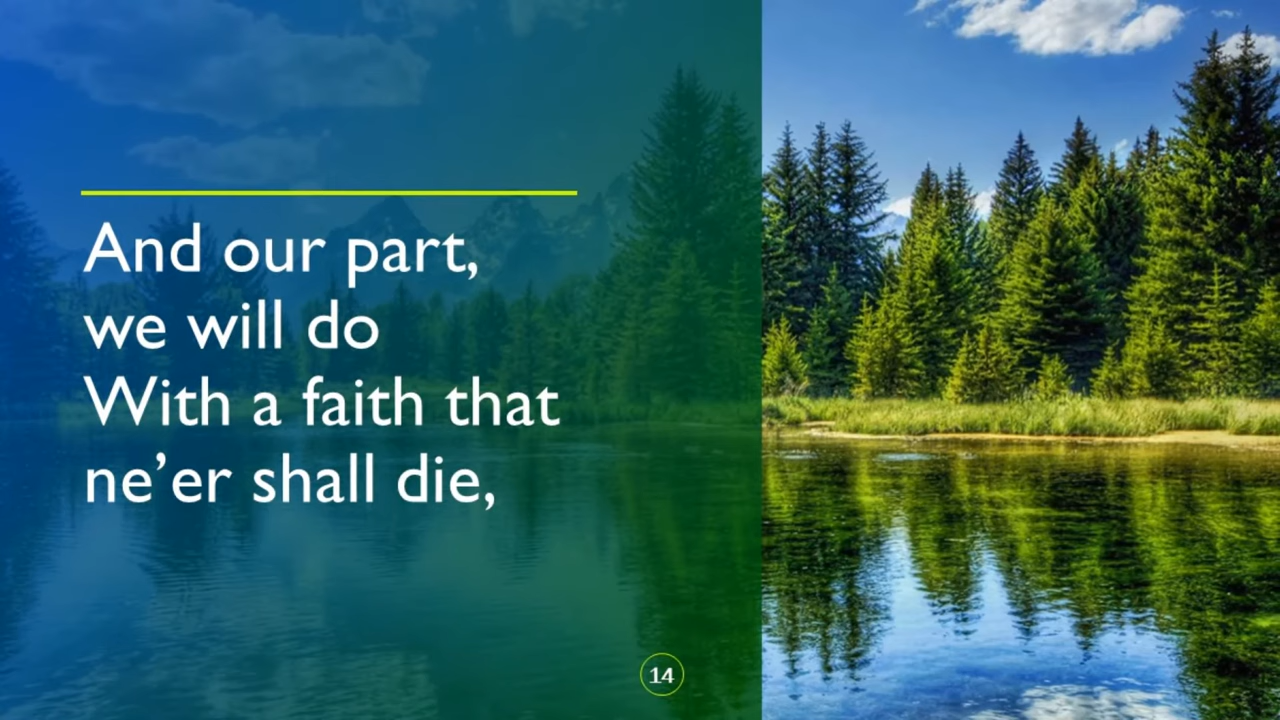 And our part,
we will do
With a faith that
ne’er shall die,
14